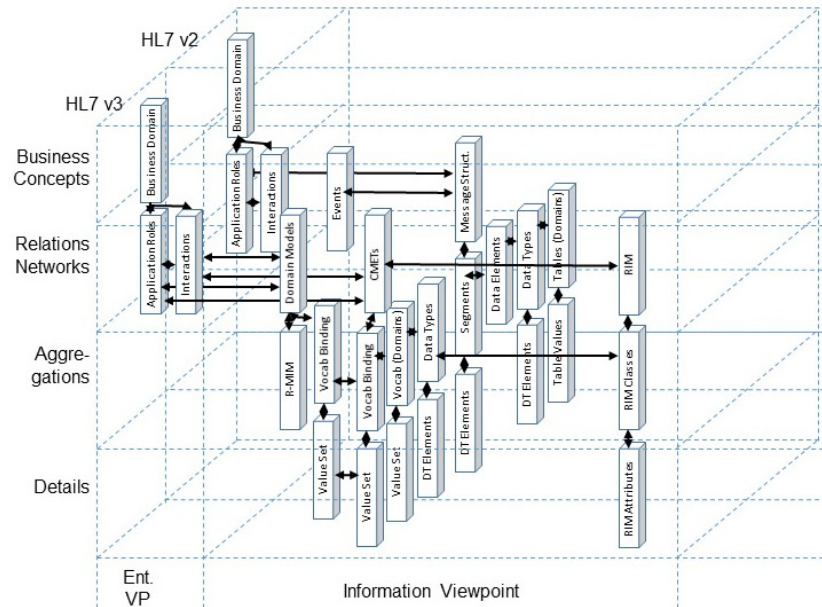 HL7 v2
HL7 v3
Business Domain
Business Domain
Business
Concepts
Application Roles
Interactions
Events
Message Struct.
Relations
Networks
Application Roles
Interactions
Domain Models
CMETs
Segments
Data Elements
Data Types
Tables (Domains)
RIM
Aggre-
gations
R-MIM
Vocab Binding
Vocab Binding
Vocab (Domains)
Data Types
DT Elements
DT Elements
Table Values
RIM Classes
Details
Value Set
Value Set
Value Set
DT Elements
RIM Attributes
Ent.
VP
Information Viewpoint